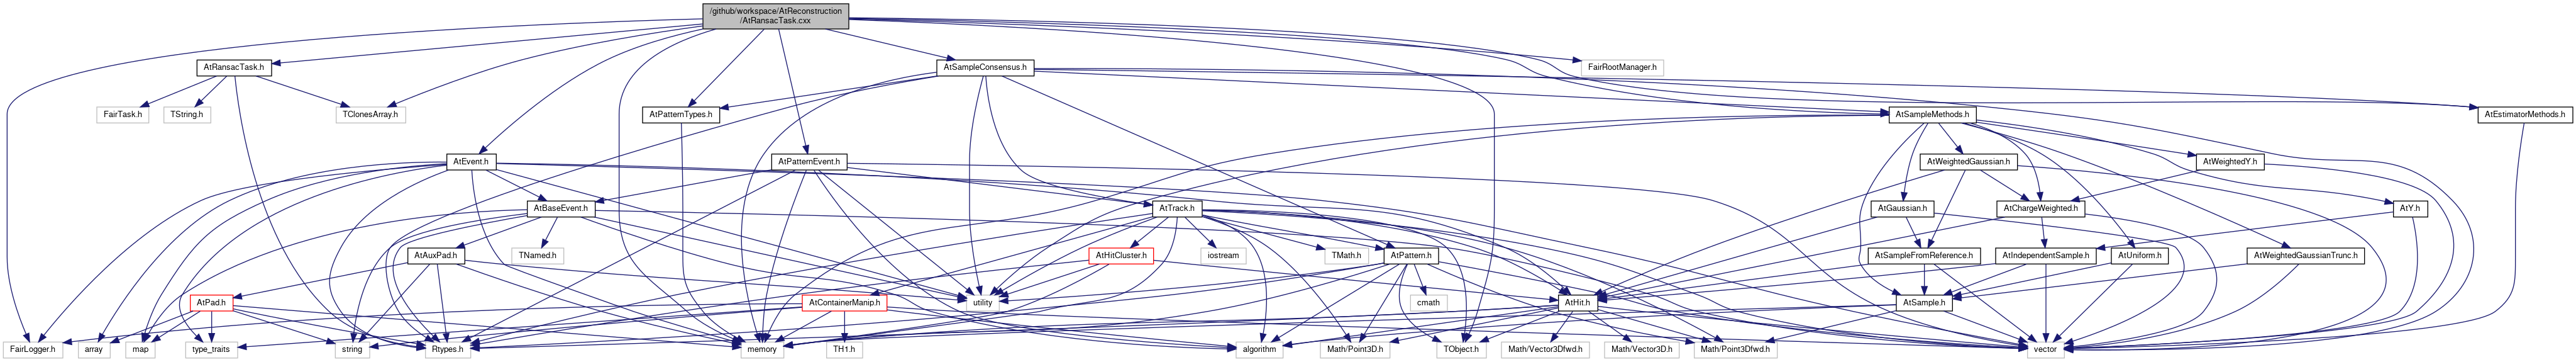 /github/workspace/AtReconstruction
/AtRansacTask.cxx
AtRansacTask.h
AtSampleConsensus.h
FairRootManager.h
FairTask.h
TString.h
TClonesArray.h
AtPatternTypes.h
AtSampleMethods.h
AtEstimatorMethods.h
AtEvent.h
AtPatternEvent.h
AtWeightedGaussian.h
AtWeightedY.h
AtBaseEvent.h
AtTrack.h
AtGaussian.h
AtChargeWeighted.h
AtY.h
AtAuxPad.h
TNamed.h
AtHitCluster.h
iostream
TMath.h
AtPattern.h
AtSampleFromReference.h
AtIndependentSample.h
AtUniform.h
AtWeightedGaussianTrunc.h
AtPad.h
utility
AtContainerManip.h
cmath
AtHit.h
AtSample.h
FairLogger.h
array
map
type_traits
string
Rtypes.h
memory
TH1.h
algorithm
Math/Point3D.h
TObject.h
Math/Vector3Dfwd.h
Math/Vector3D.h
Math/Point3Dfwd.h
vector